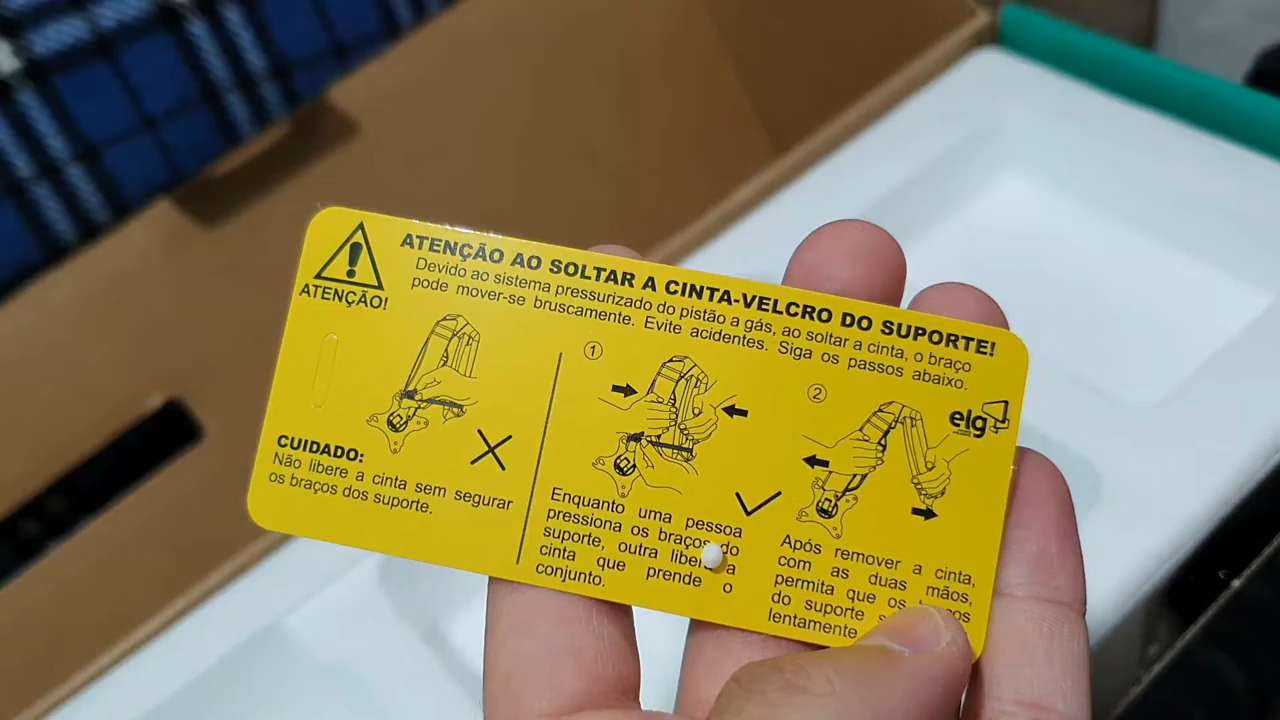 ATENÇÃO!
ATENÇÃO AO SOLTAR A CINTA-VELCRO DO SUPORTE!
Devido ao sistema pressurizado do pistão a gás, ao soltar a cinta, o braço
pode mover-se bruscamente. Evite acidentes. Siga os passos abaixo.
CUIDADO:
Não libere a cinta sem segurar
os braços dos suporte.
1
Enquanto uma pessoa
pressiona os braços do
suporte, outra libera a
cinta que prende o
conjunto.
2
elg
Após remover a cinta,
com as duas mãos,
permita que os
do suporte
lentamente